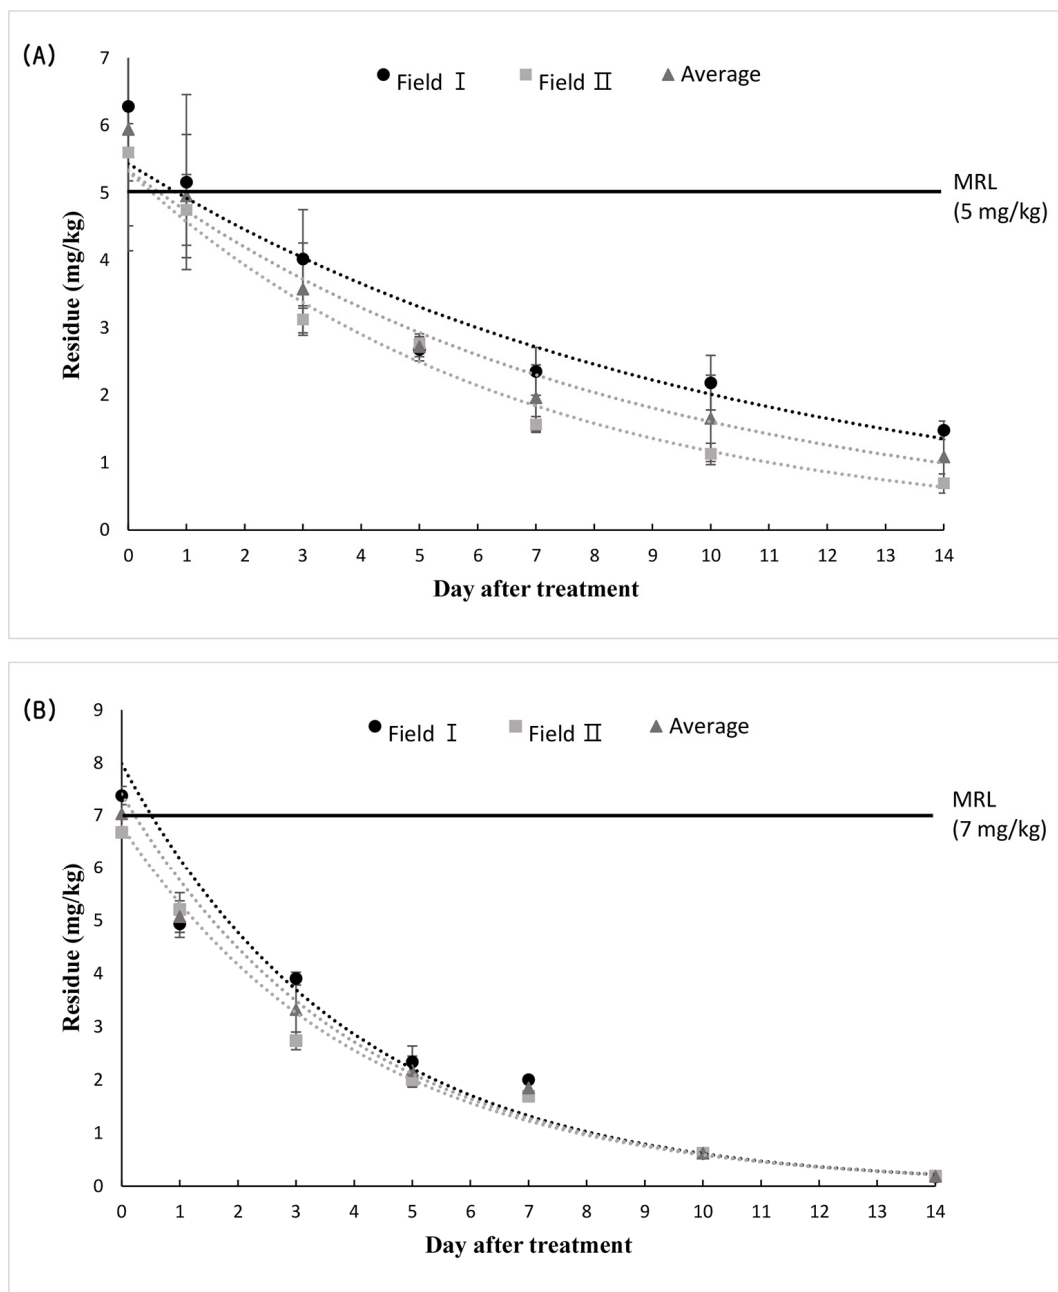 (A)
Field Ⅰ Field Ⅱ Average
7
6
5
4
3
2
1
0
Residue (mg/kg)
MRL
(5 mg/kg)
0 1 2 3 4 5 6 7 8 9 10 11 12 13 14
Day after treatment
(B)
Field Ⅰ Field Ⅱ Average
9
8
7
6
5
4
3
2
1
0
Residue (mg/kg)
MRL
(7 mg/kg)
0 1 2 3 4 5 6 7 8 9 10 11 12 13 14
Day after treatment